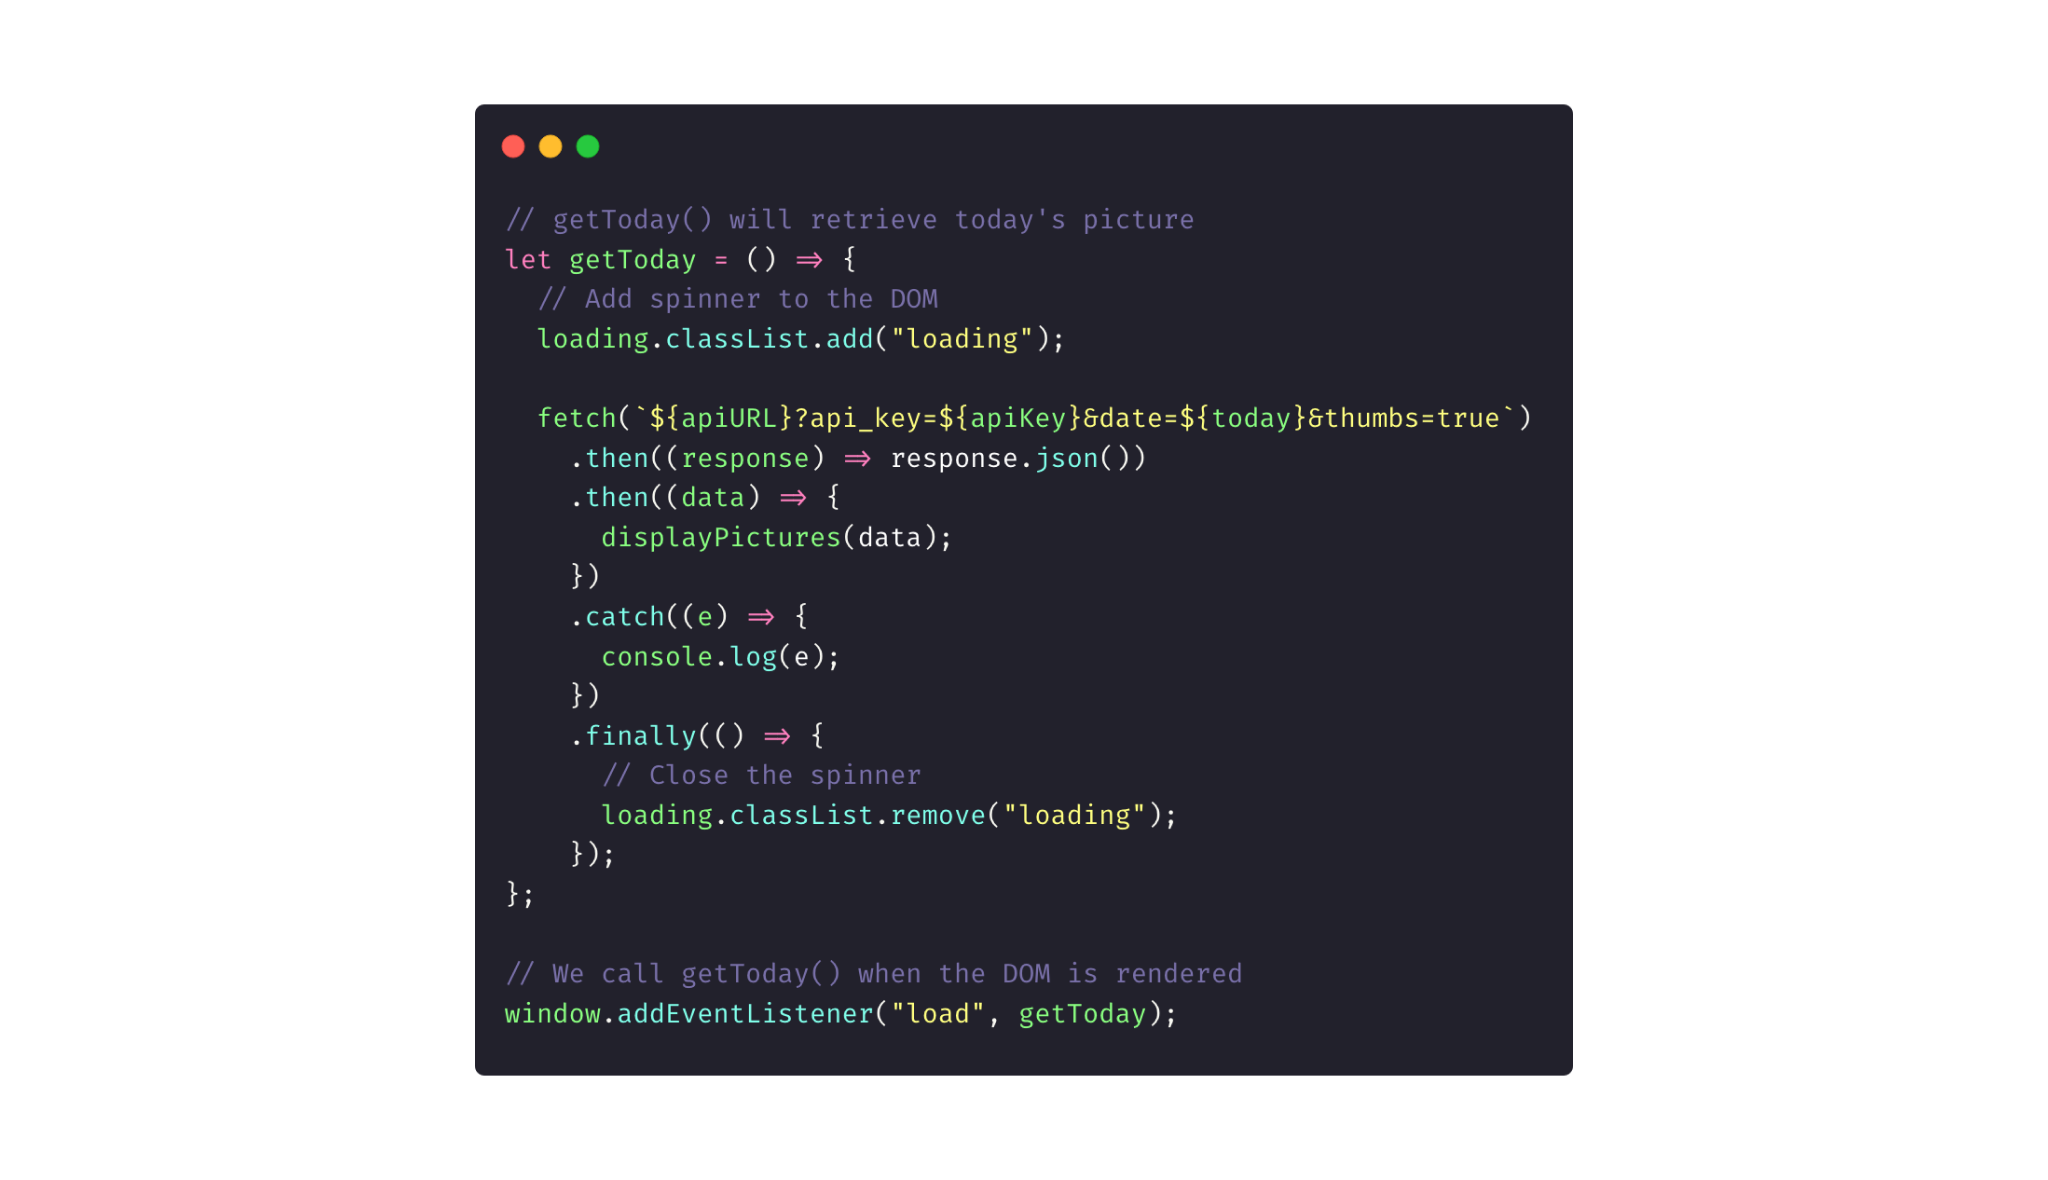 // getToday() will retrieve today's picture
let getToday = () => {
  // Add spinner to the DOM
  loading.classList.add("loading");

  fetch(`${apiURL}?api_key=${apiKey}&date=${today}&thumbs=true`)
    .then((response) => response.json())
    .then((data) => {
      displayPictures(data);
    })
    .catch((e) => {
      console.log(e);
    })
    .finally(() => {
      // Close the spinner
      loading.classList.remove("loading");
    });
};

// We call getToday() when the DOM is rendered
window.addEventListener("load", getToday);